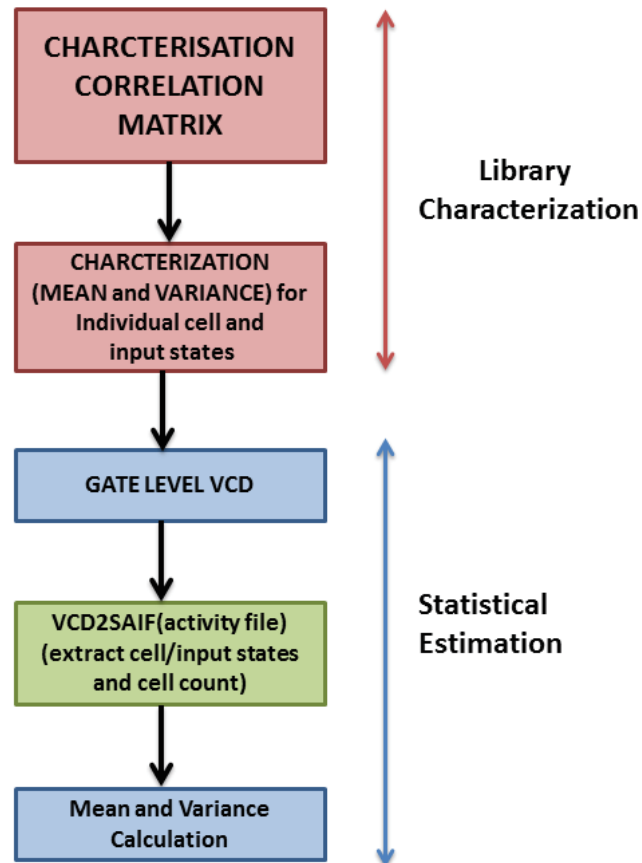 CHARCTERISATION
CORRELATION
MATRIX
Library
Characterization
CHARCTERIZATION
(MEAN and VARIANCE) for
Individual cell and
input states
GATE LEVEL VCD
VCD2SAIF(activity file)
(extract cell/input states
and cell count)
Statistical
Estimation
Mean and Variance
Calculation